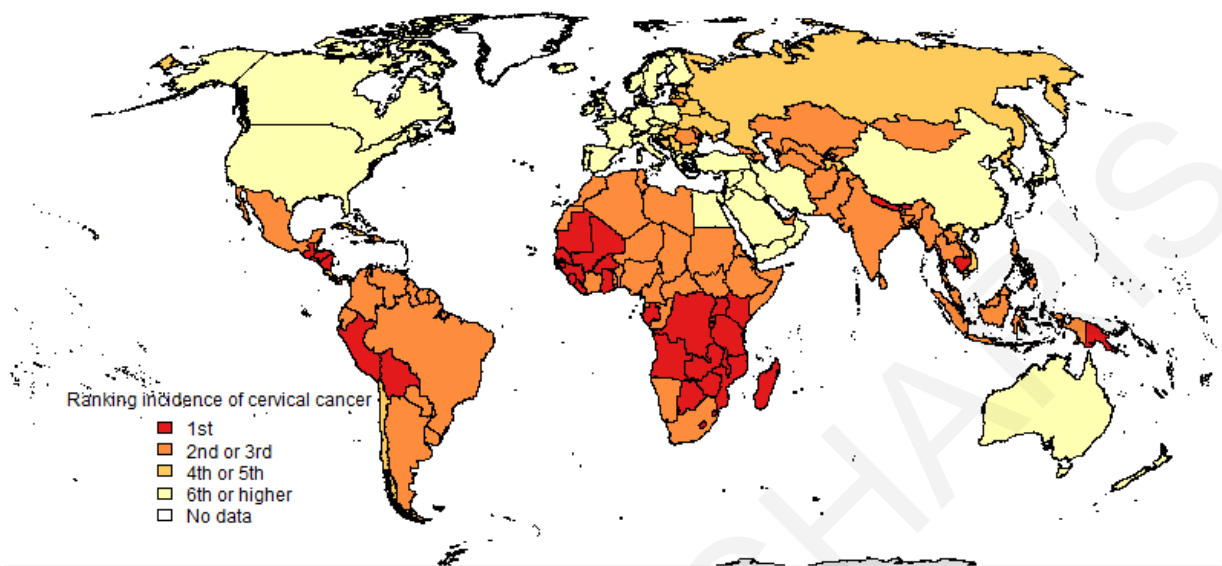 Ranking incidence of cervical cancer
1st
2nd or 3rd
4th or 5th
6th or higher
No data